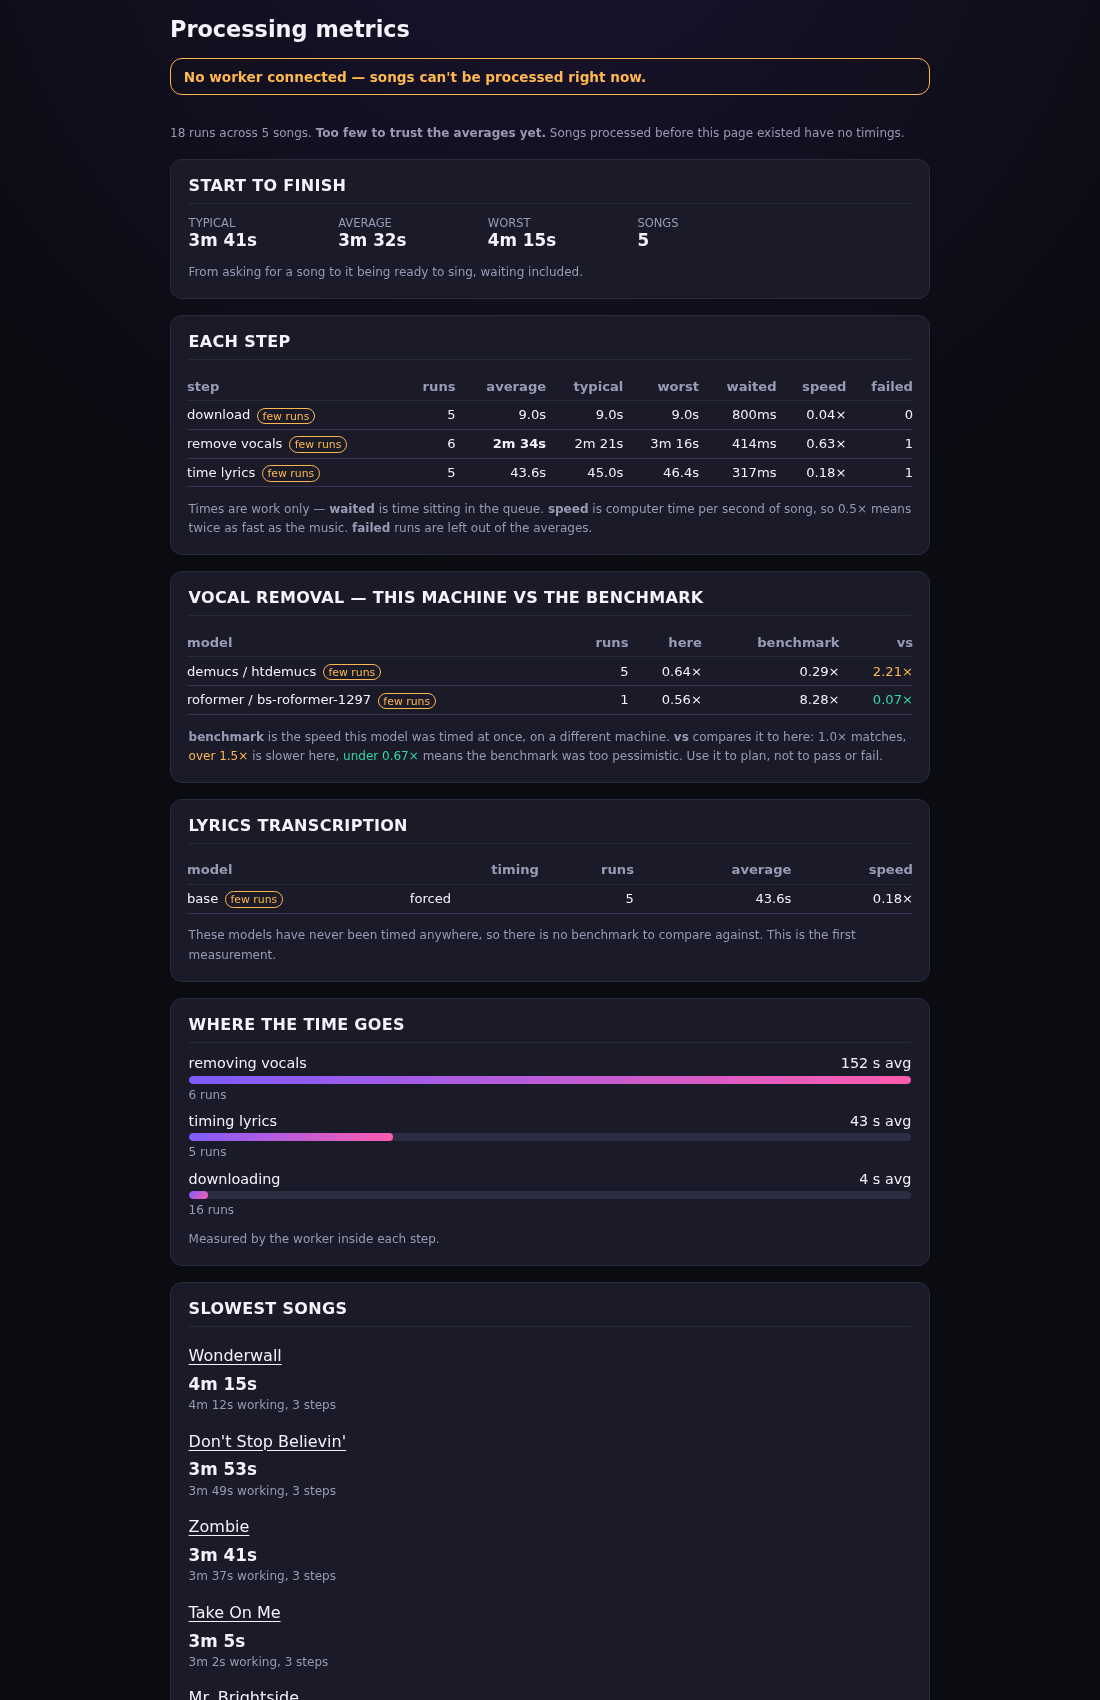 Processing metrics
No worker connected — songs can't be processed right now.
18 runs across 5 songs. Too few to trust the averages yet. Songs processed before this page existed have no timings.
START TO FINISH
TYPICAL AVERAGE WORST SONGS
3m 41s 3m 32s 4m 15s 5
From asking for a song to it being ready to sing, waiting included.
EACH STEP
step runs average typical worst waited speed failed
download few runs 5 9.0s 9.0s 9.0s 800ms 0.04× 0
remove vocals few runs 6 2m 34s 2m 21s 3m 16s 414ms 0.63× 1
time lyrics few runs 5 43.6s 45.0s 46.4s 317ms 0.18× 1
Times are work only — waited is time sitting in the queue. speed is computer time per second of song, so 0.5× means
twice as fast as the music. failed runs are left out of the averages.
VOCAL REMOVAL — THIS MACHINE VS THE BENCHMARK
model runs here benchmark vs
demucs / htdemucs few runs 5 0.64× 0.29× 2.21×
roformer / bs-roformer-1297 few runs 1 0.56× 8.28× 0.07×
benchmark is the speed this model was timed at once, on a different machine. vs compares it to here: 1.0× matches,
over 1.5× is slower here, under 0.67× means the benchmark was too pessimistic. Use it to plan, not to pass or fail.
LYRICS TRANSCRIPTION
model timing runs average speed
base few runs forced 5 43.6s 0.18×
These models have never been timed anywhere, so there is no benchmark to compare against. This is the first
measurement.
WHERE THE TIME GOES
removing vocals 152 s avg
6 runs
timing lyrics 43 s avg
5 runs
downloading 4 s avg
16 runs
Measured by the worker inside each step.
SLOWEST SONGS
Wonderwall
4m 15s
4m 12s working, 3 steps
Don't Stop Believin'
3m 53s
3m 49s working, 3 steps
Zombie
3m 41s
3m 37s working, 3 steps
Take On Me
3m 5s
3m 2s working, 3 steps
Mr. Brightside